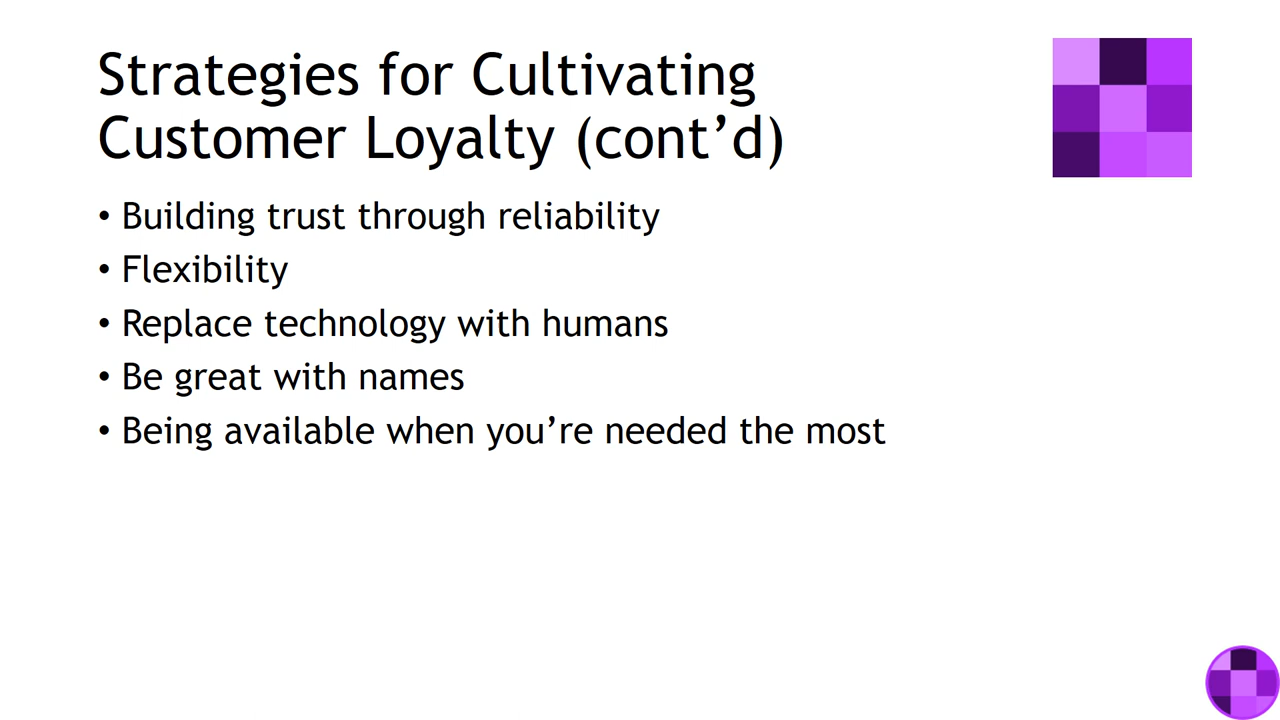 Strategies for Cultivating
Customer Loyalty (cont’d)
• Building trust through reliability
• Flexibility
• Replace technology with humans
• Be great with names
• Being available when you’re needed the most